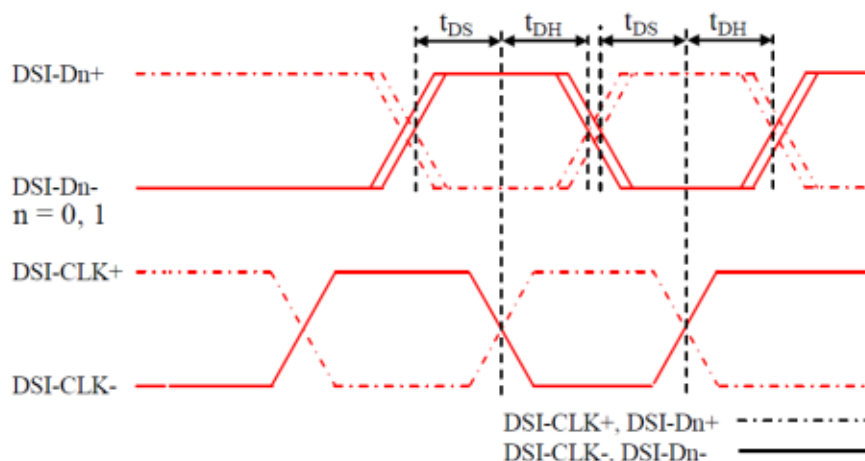 tDS tDH tDS tDH
DSI-Dn+
DSI-Dn-
n = 0, 1
DSI-CLK+
DSI-CLK-
DSI-CLK+, DSI-Dn+
DSI-CLK-, DSI-Dn-